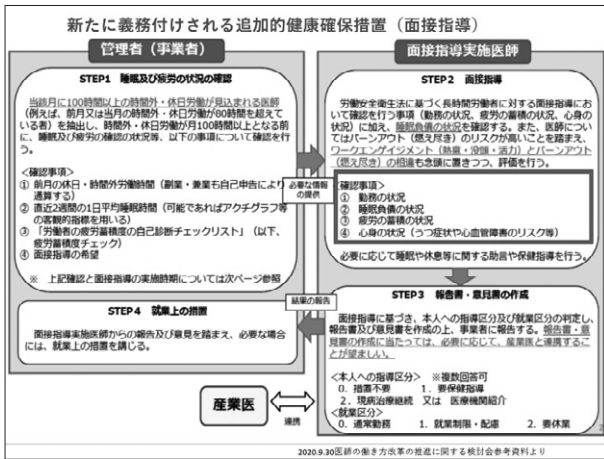 新たに義務付けされる追加的健康確保措置（面接指導）
管理者（事業者）
STEP1 睡眠及び疲労の状況の確認
当該月に100時間以上の時間外・休日労働が見込まれる医師
（例えば、前月又は当月の時間外・休日労働が80時間を超えて
いる者）を抽出し、時間外・休日労働が月100時間以上となる前
に、睡眠及び疲労の状況等、以下の事項について確認を行
う。
＜確認事項＞
① 前月の休日・時間外労働時間（副業・兼業も自己申告により
通算する）
② 直近2週間の1日平均睡眠時間（可能であればアクチグラフ等
の客観的指標を用いる）
③ 「労働者の疲労蓄積度の自己診断チェックリスト」（以下、
疲労蓄積度チェック）
④ 面接指導の希望
※ 上記確認と面接指導の実施時期については次ページ参照
必要な情報
の提供
面接指導実施医師
STEP２ 面接指導
労働安全衛生法に基づく長時間労働者に対する面接指導にお
いて確認を行う事項（勤務の状況、疲労の蓄積の状況、心身の
状況）に加え、睡眠負債の状況を確認する。また、医師につい
てはバーンアウト（燃え尽き）のリスクが高いことを踏まえ、
ワークエンゲイジメント（熱意・没頭・活力）とバーンアウト
（燃え尽き）の相違も念頭に置きつつ、評価を行う。
＜確認事項＞
① 勤務の状況
② 睡眠負債の状況
③ 疲労の蓄積の状況
④ 心身の状況（うつ症状や心血管障害のリスク等）
必要に応じて睡眠や休息等に関する助言や保健指導を行う。
STEP３ 報告書・意見書の作成
面接指導に基づき、本人への指導区分及び就業区分の判定し、
報告書及び意見書を作成の上、事業者に報告する。報告書・意
見書の作成に当たっては、必要に応じて、産業医と連携するこ
とが望ましい。
＜本人への指導区分＞ ※複数回答可
0．措置不要 1．要保健指導
2．現病治療継続 又は 医療機関紹介
＜就業区分＞
0．通常勤務 1．就業制限・配慮 2．要休業
結果の報告
STEP４ 就業上の措置
面接指導実施医師からの報告及び意見を踏まえ、必要な場合
には、就業上の措置を講じる。
産業医
連携
2
2020.9.30医師の働き方改革の推進に関する検討会参考資料より